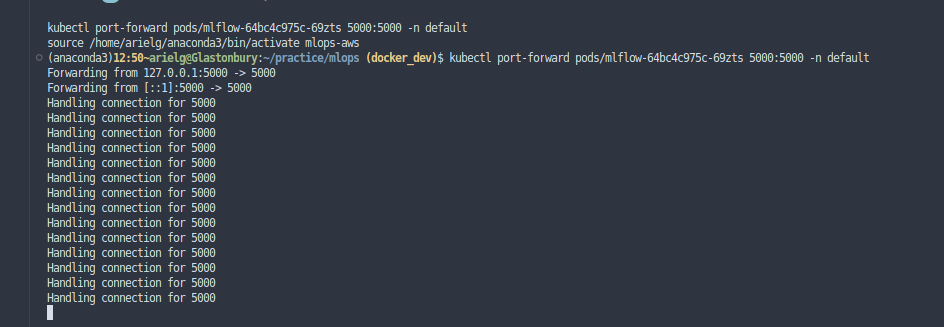 kubectl port-forward pods/mlflow-64bc4c975c-69zts 5000:5000 -n default
source /home/arielg/anaconda3/bin/activate mlops-aws
(anaconda3)12:50~arielg@Glastonbury:~/practice/mlops (docker_dev)$ kubectl port-forward pods/mlflow-64bc4c975c-69zts 5000:5000 -n default
Forwarding from 127.0.0.1:5000 -> 5000
Forwarding from [::1]:5000 -> 5000
Handling connection for 5000
Handling connection for 5000
Handling connection for 5000
Handling connection for 5000
Handling connection for 5000
Handling connection for 5000
Handling connection for 5000
Handling connection for 5000
Handling connection for 5000
Handling connection for 5000
Handling connection for 5000
Handling connection for 5000
Handling connection for 5000
Handling connection for 5000